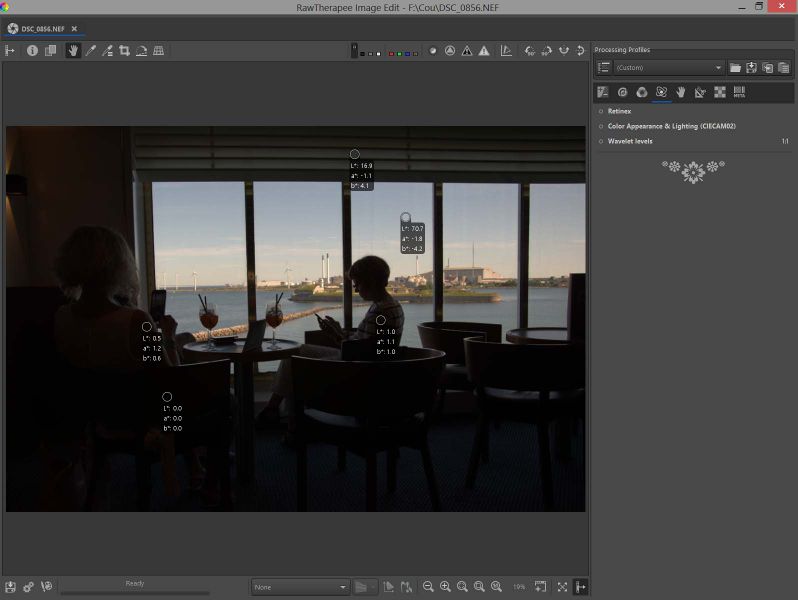 RawTherapee Image Edit - F:\Cou\DSC_0856.NEF
DSC_0856.NEF
Processing Profiles
(Custom)
Retinex
Color Appearance & Lighting (CIECAM02)
Wavelet levels 1:1
L*: 16.9
a*: -1.1
b*: 4.1
L*: 70.7
a*: -1.8
b*: -4.2
L*: 0.5
a*: 1.2
b*: 0.6
L*: 1.0
a*: 1.1
b*: 1.0
L*: 0.0
a*: 0.0
b*: 0.0
Ready
None
19%